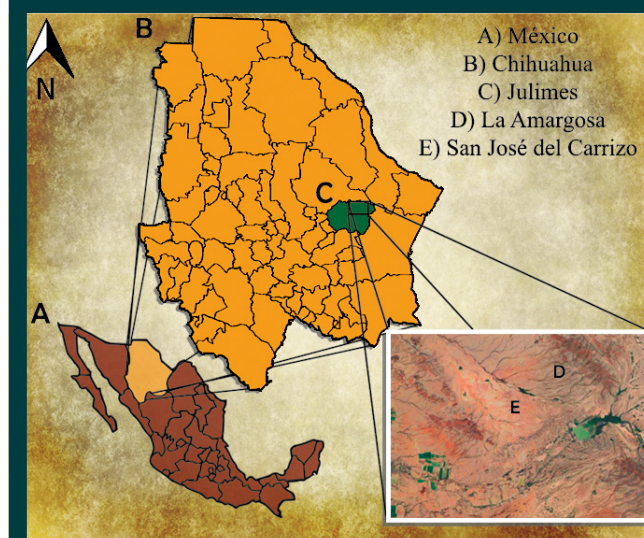 B
N
A) México
B) Chihuahua
C) Julimes
D) La Amargosa
E) San José del Carrizo
C
A
D
E